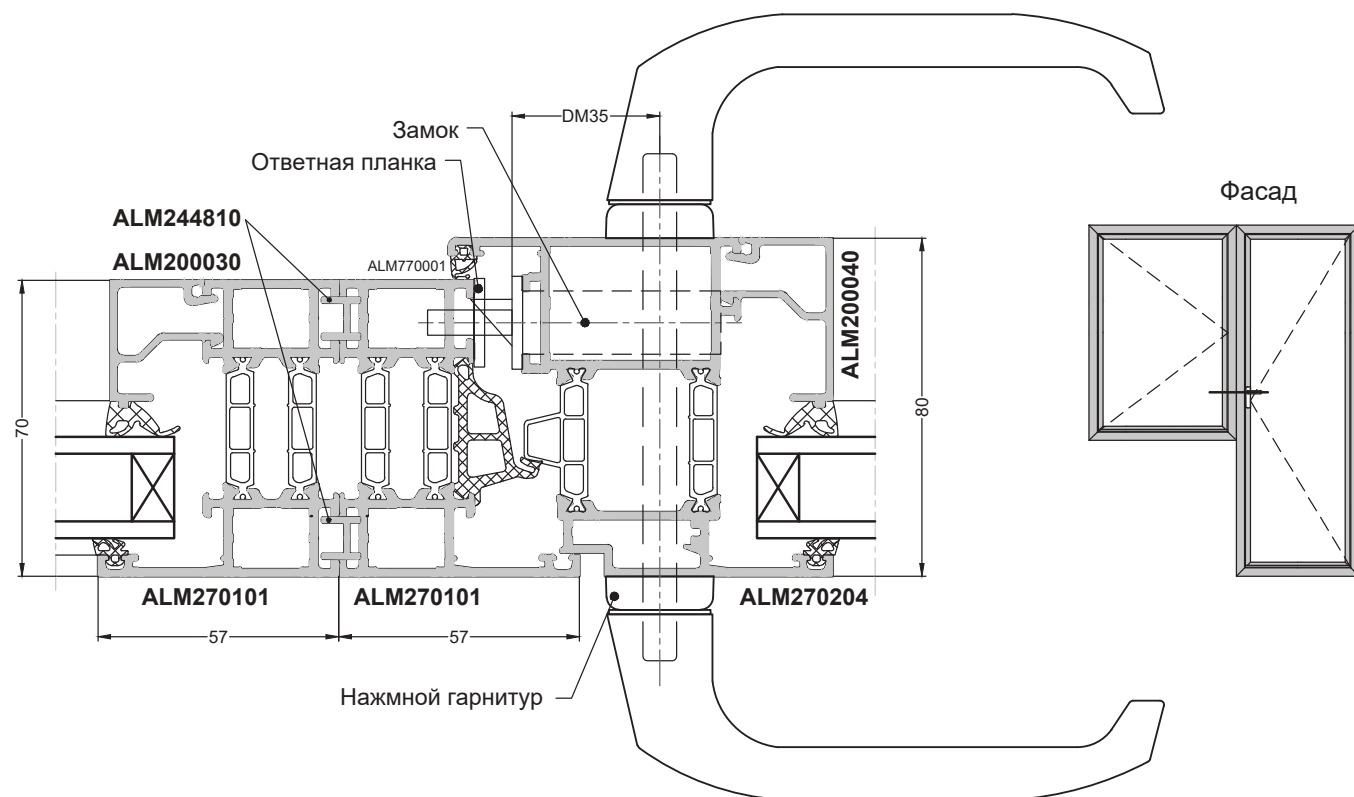 DM35
Замок
Ответная планка
Фасад
ALM244810
ALM200030
ALM770001
ALM200040
70
80
ALM270101
ALM270101
ALM270204
57
57
Нажмной гарнитур